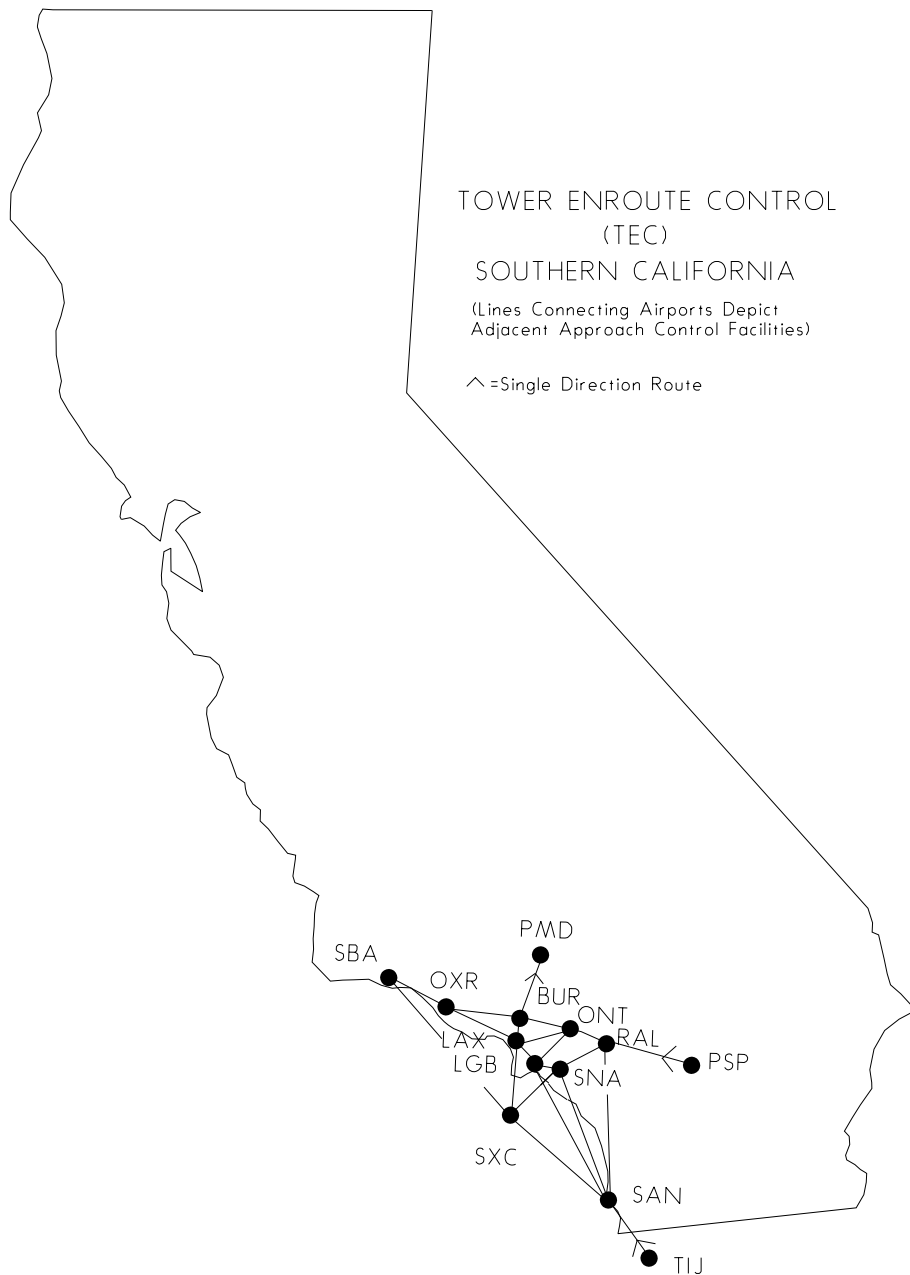 TOWER ENROUTE CONTROL
(TEC)
SOUTHERN CALIFORNIA
(Lines Connecting Airports Depict
Adjacent Approach Control Facilities)
^ =Single Direction Route
PMD
SBA
OXR
BUR
ONT
LAX
RAL
LGB
PSP
SNA
SXC
SAN
TIJ